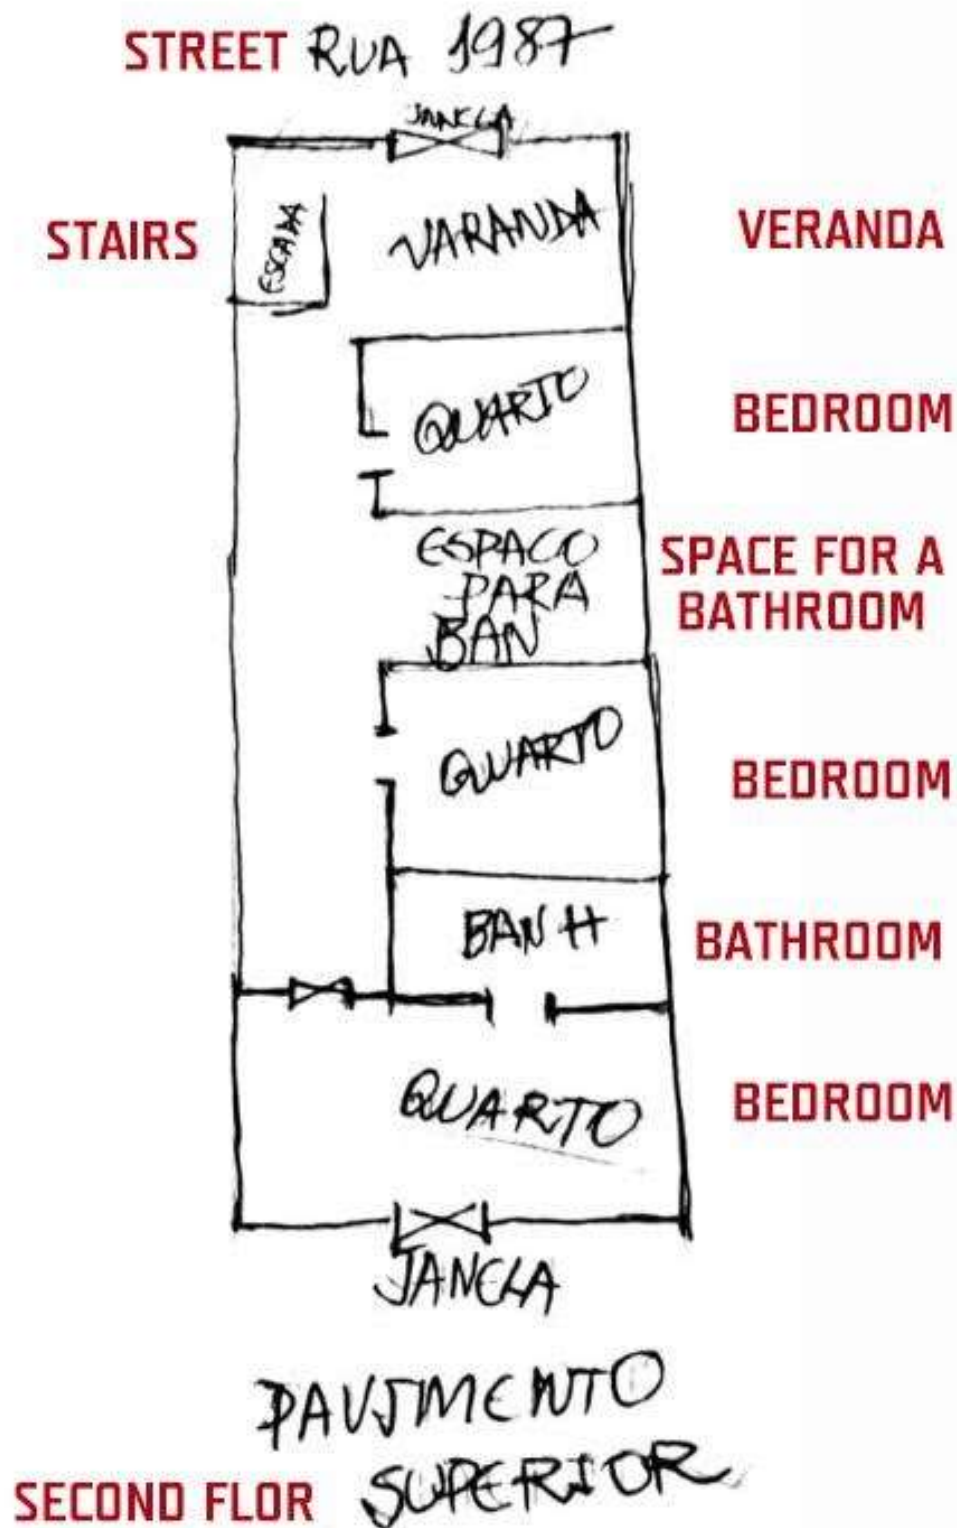 STREET RUA 1987
JANELA
STAIRS ESCADA VARANDA VERANDA
QUARTO BEDROOM
ESPACO
PARA
BAN
SPACE FOR A
BATHROOM
QUARTO BEDROOM
BAN H BATHROOM
QUARTO BEDROOM
JANELA
PAVIMENTO
SUPERIOR
SECOND FLOR